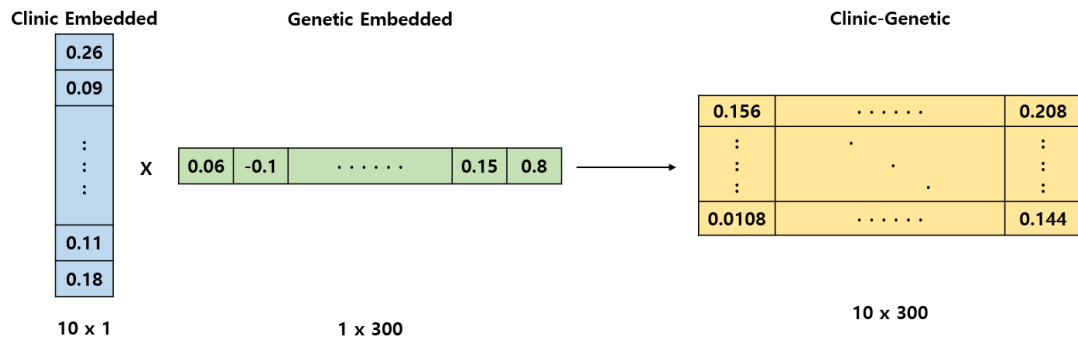 Clinic Embedded
Genetic Embedded
Clinic-Genetic
0.26
0.09
⋮
0.11
0.18
X
0.06 -0.1 ...... 0.15 0.8
0.156 ...... 0.208
⋮ ⋱ ⋮
0.0108 ...... 0.144
10 x 1
1 x 300
10 x 300